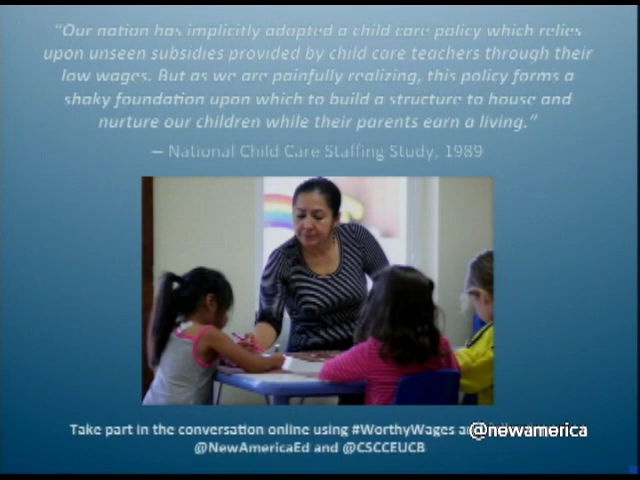 "Our nation has implicitly adopted a child care policy which relies
upon unseen subsidies provided by child care teachers through their
low wages. But as we are painfully realizing, this policy forms a
shaky foundation upon which to build a structure to house and
nurture our children while their parents earn a living."
— National Child Care Staffing Study, 1989
Take part in the conversation online using #WorthyWages
@newamerica
@NewAmericaEd and @CSCCEUCB